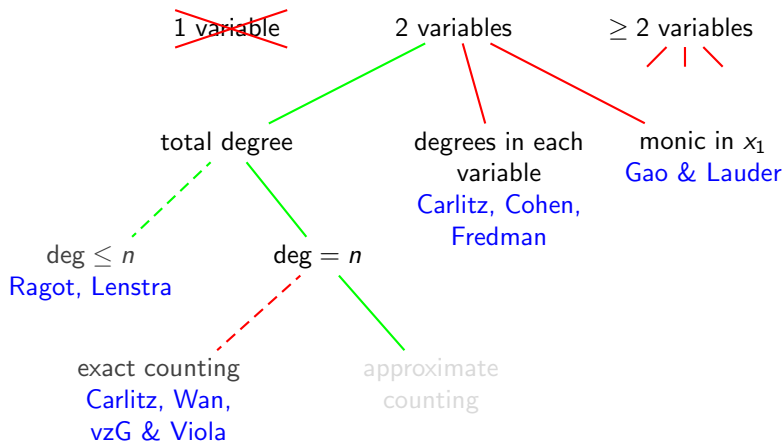 1 variable
2 variables
≥ 2 variables
total degree
degrees in each
variable
Carlitz, Cohen,
Fredman
monic in x₁
Gao & Lauder
deg ≤ n
Ragot, Lenstra
deg = n
exact counting
Carlitz, Wan,
vzG & Viola
approximate
counting